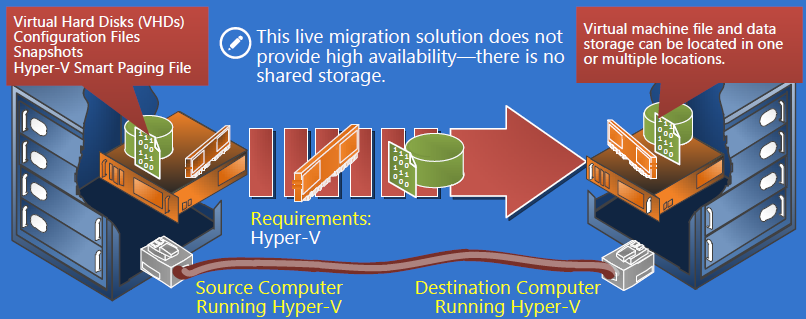 Virtual Hard Disks (VHDs)
Configuration Files
Snapshots
Hyper-V Smart Paging File
This live migration solution does not
provide high availability—there is no
shared storage.
Virtual machine file and data
storage can be located in one
or multiple locations.
Requirements:
Hyper-V
Source Computer
Running Hyper-V
Destination Computer
Running Hyper-V